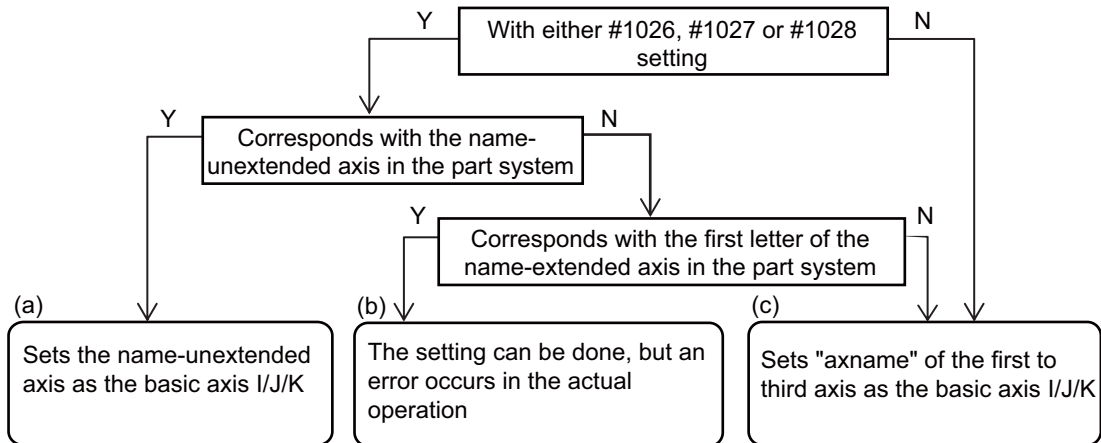 Y
With either #1026, #1027 or #1028
setting
N
Y
Corresponds with the name-
unextended axis in the part system
N
Y
Corresponds with the first letter of the
name-extended axis in the part system
N
(a)
Sets the name-unextended
axis as the basic axis I/J/K
(b)
The setting can be done, but an
error occurs in the actual
operation
(c)
Sets "axname" of the first to
third axis as the basic axis I/J/K